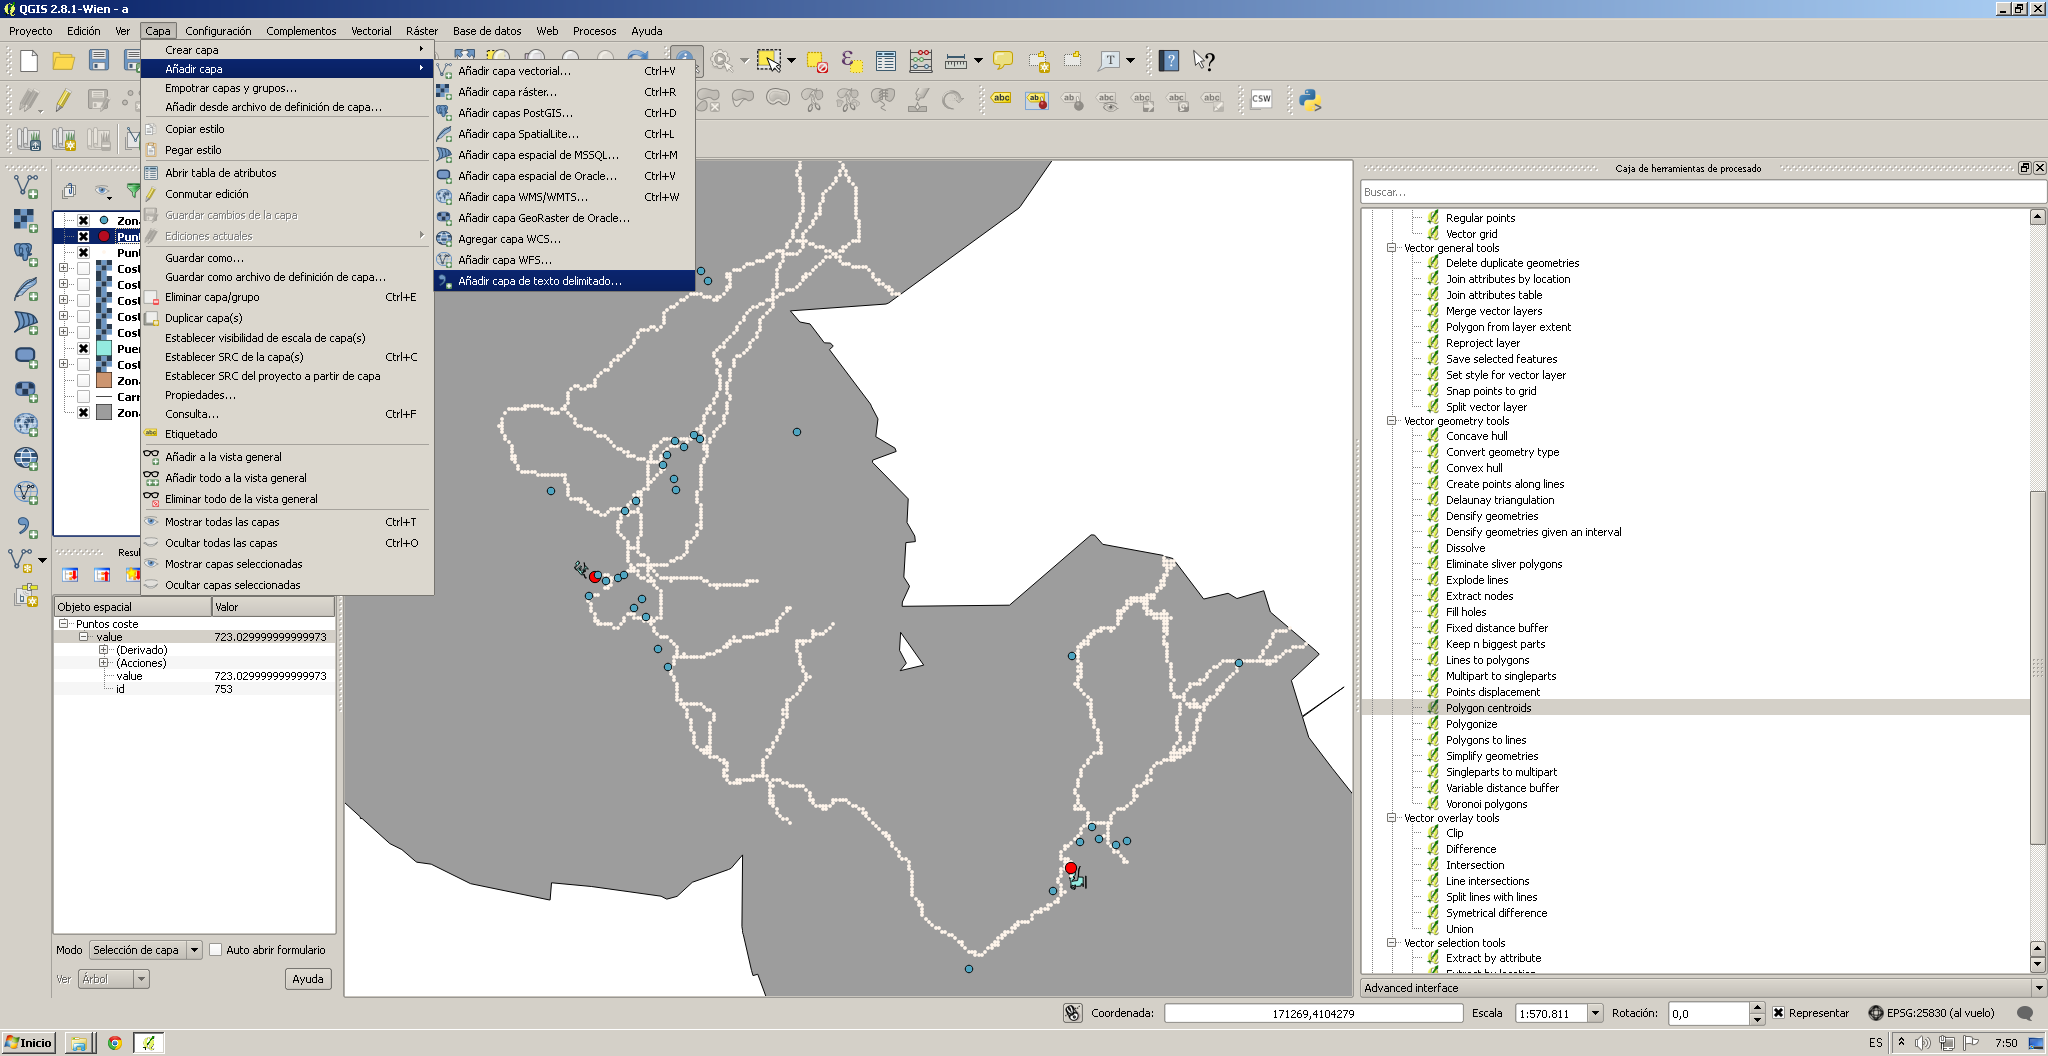 QGIS 2.8.1-Wien - a
Proyecto Edición Ver Capa Configuración Complementos Vectorial Ráster Base de datos Web Procesos Ayuda
Crear capa
Añadir capa
Empotrar capas y grupos...
Añadir desde archivo de definición de capa...
Copiar estilo
Pegar estilo
Abrir tabla de atributos
Conmutar edición
Guardar cambios de la capa
Ediciones actuales
Guardar como...
Guardar como archivo de definición de capa...
Eliminar capa/grupo Ctrl+E
Duplicar capa(s)
Establecer visibilidad de escala de capa(s)
Establecer SRC de la capa(s) Ctrl+C
Establecer SRC del proyecto a partir de capa
Propiedades...
Consulta... Ctrl+F
Etiquetado
Añadir a la vista general
Añadir todo a la vista general
Eliminar todo de la vista general
Mostrar todas las capas Ctrl+T
Ocultar todas las capas Ctrl+O
Mostrar capas seleccionadas
Ocultar capas seleccionadas
Añadir capa vectorial... Ctrl+V
Añadir capa ráster... Ctrl+R
Añadir capas PostGIS... Ctrl+D
Añadir capa SpatialLite... Ctrl+L
Añadir capa espacial de MSSQL... Ctrl+M
Añadir capa espacial de Oracle... Ctrl+V
Añadir capa WMS/WMTS... Ctrl+W
Añadir capa GeoRaster de Oracle...
Agregar capa WCS...
Añadir capa WFS...
Añadir capa de texto delimitado...
abc
CSW
Zon
Punt
Punt
Cost
Cost
Cost
Cost
Cost
Puer
Cost
Zon
Carr
Zon
Resul
Objeto espacial Valor
Puntos coste
value 723.029999999999973
(Derivado)
(Acciones)
value 723.029999999999973
id 753
Modo Selección de capa Auto abrir formulario
Ver Árbol Ayuda
Caja de herramientas de procesado
Buscar...
Regular points
Vector grid
Vector general tools
Delete duplicate geometries
Join attributes by location
Join attributes table
Merge vector layers
Polygon from layer extent
Reproject layer
Save selected features
Set style for vector layer
Snap points to grid
Split vector layer
Vector geometry tools
Concave hull
Convert geometry type
Convex hull
Create points along lines
Delaunay triangulation
Densify geometries
Densify geometries given an interval
Dissolve
Eliminate sliver polygons
Explode lines
Extract nodes
Fill holes
Fixed distance buffer
Keep n biggest parts
Lines to polygons
Multipart to singleparts
Points displacement
Polygon centroids
Polygonize
Polygons to lines
Simplify geometries
Singleparts to multipart
Variable distance buffer
Voronoi polygons
Vector overlay tools
Clip
Difference
Intersection
Line intersections
Split lines with lines
Symetrical difference
Union
Vector selection tools
Extract by attribute
Extract by location
Advanced interface
Coordenada: 171269,4104279 Escala 1:570.811 Rotación: 0,0 Representar EPSG:25830 (al vuelo)
Inicio ES 7:50